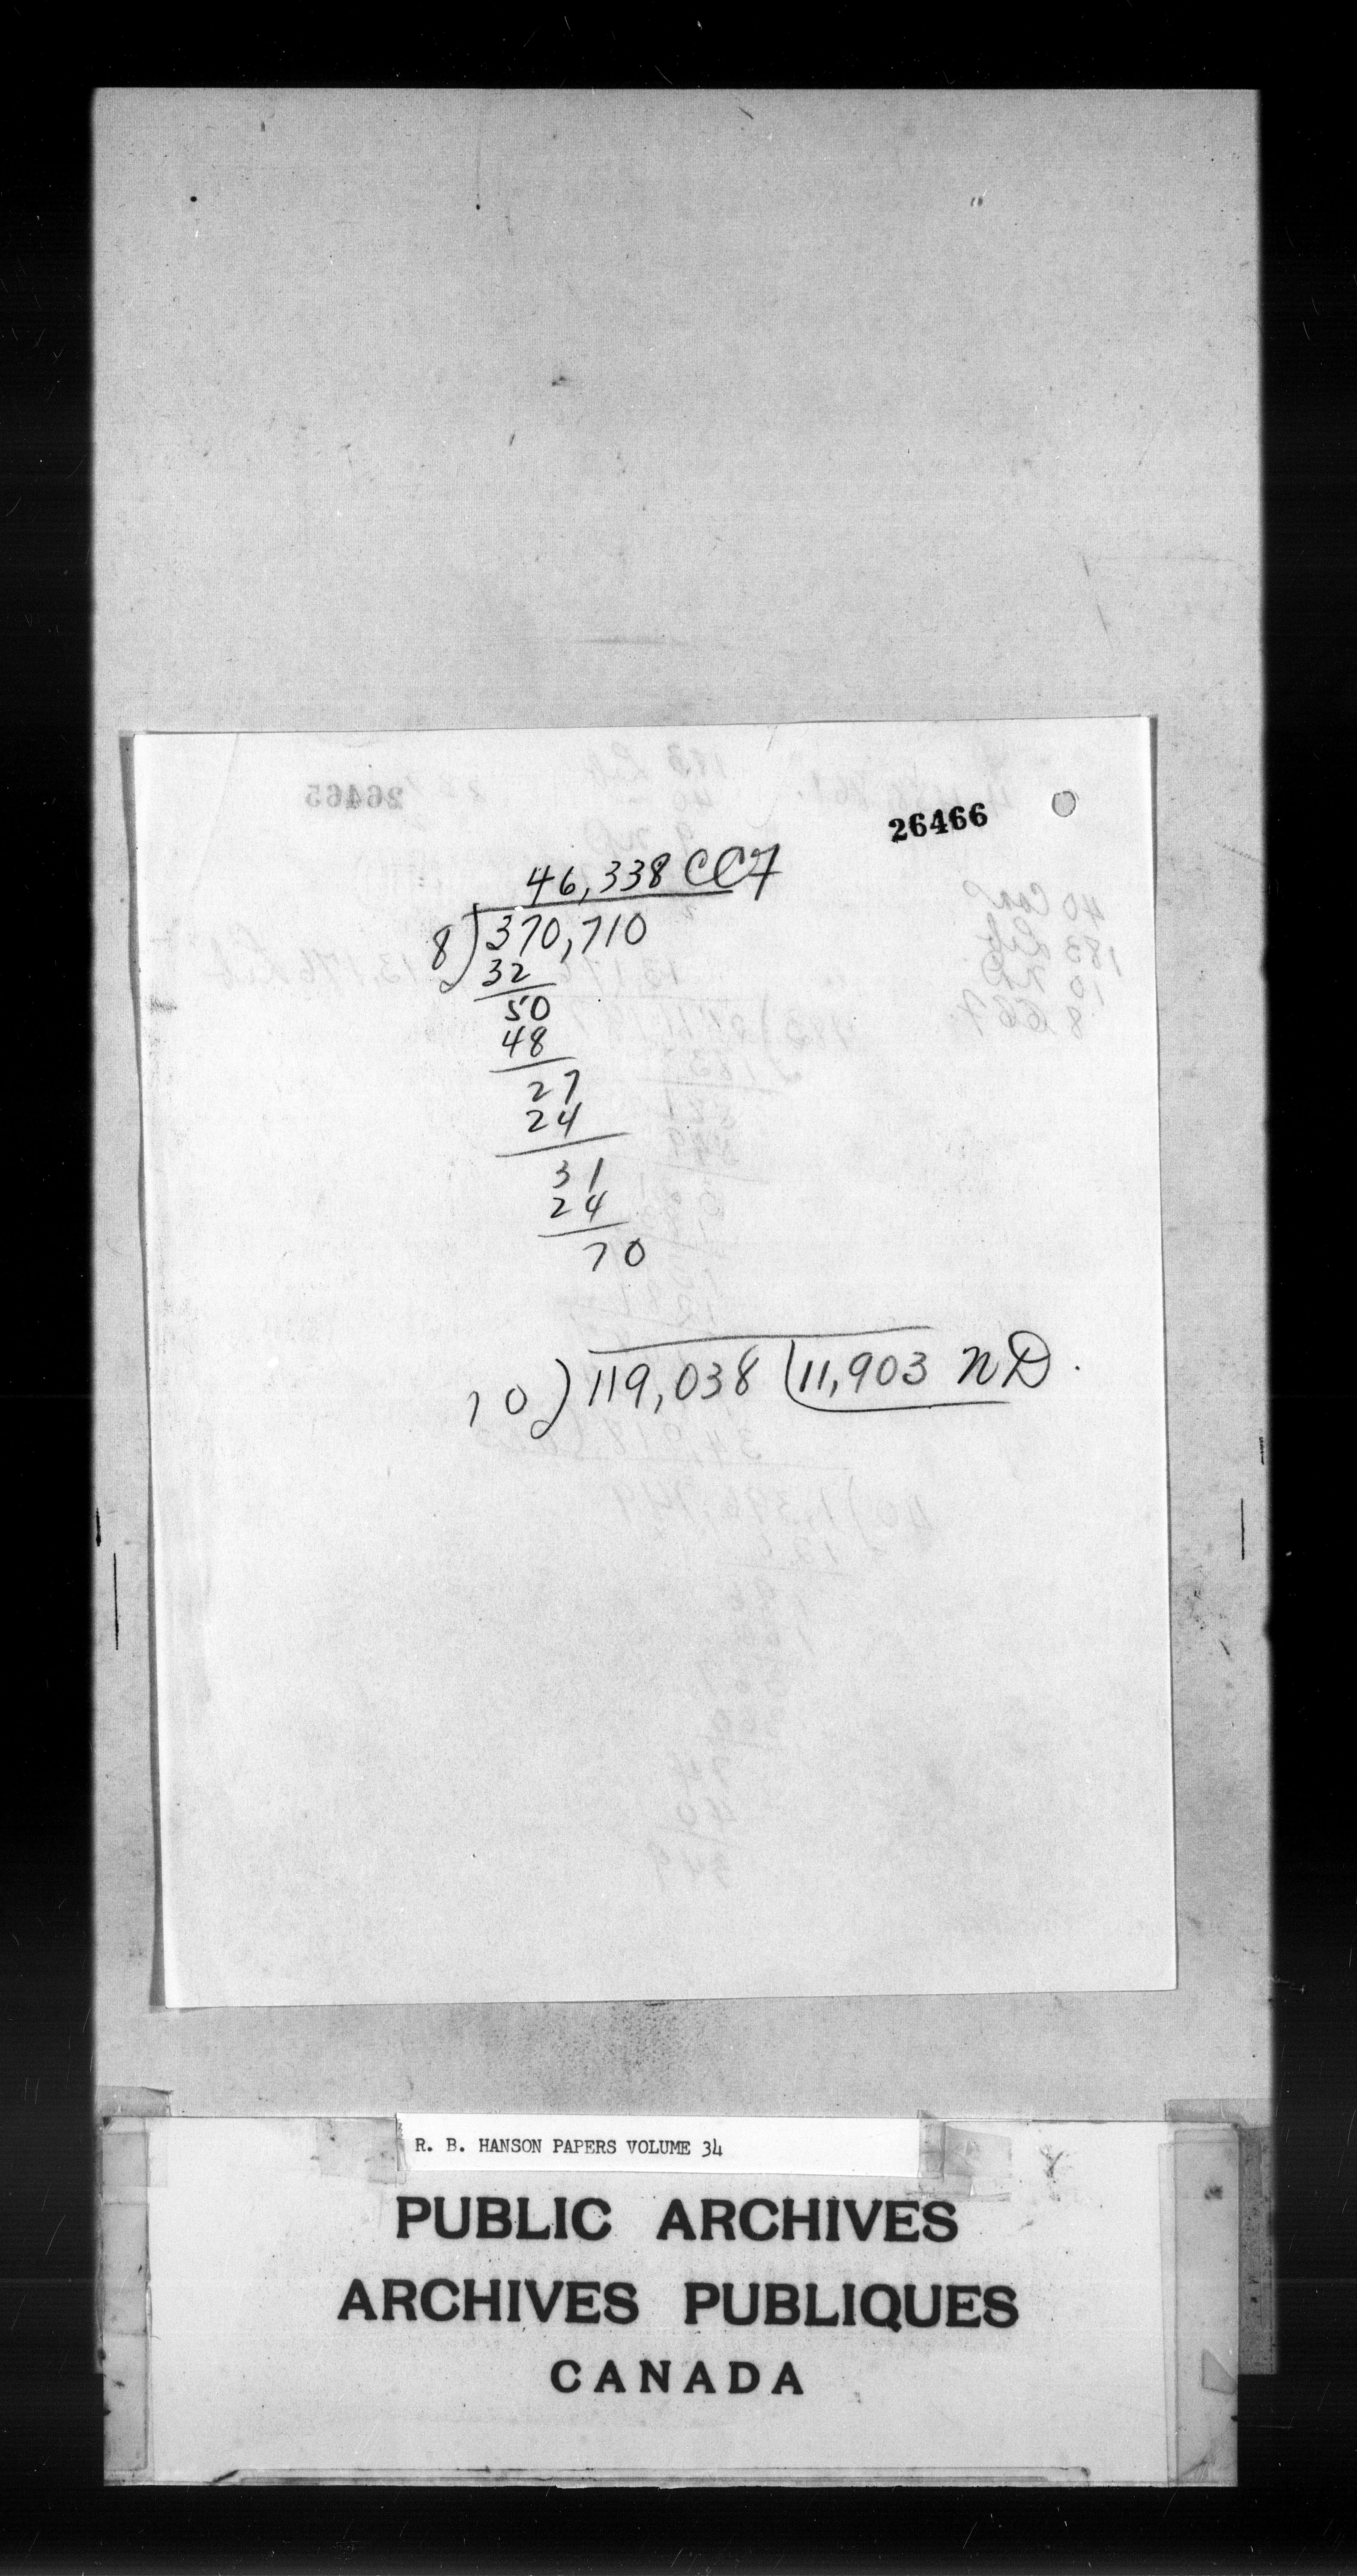 26466
46,338 CCF
8)370,710
32
50
48
27
24
31
24
70
10)119,038 (11,903 ND.
R. B. HANSON PAPERS VOLUME 34
PUBLIC ARCHIVES
ARCHIVES PUBLIQUES
CANADA